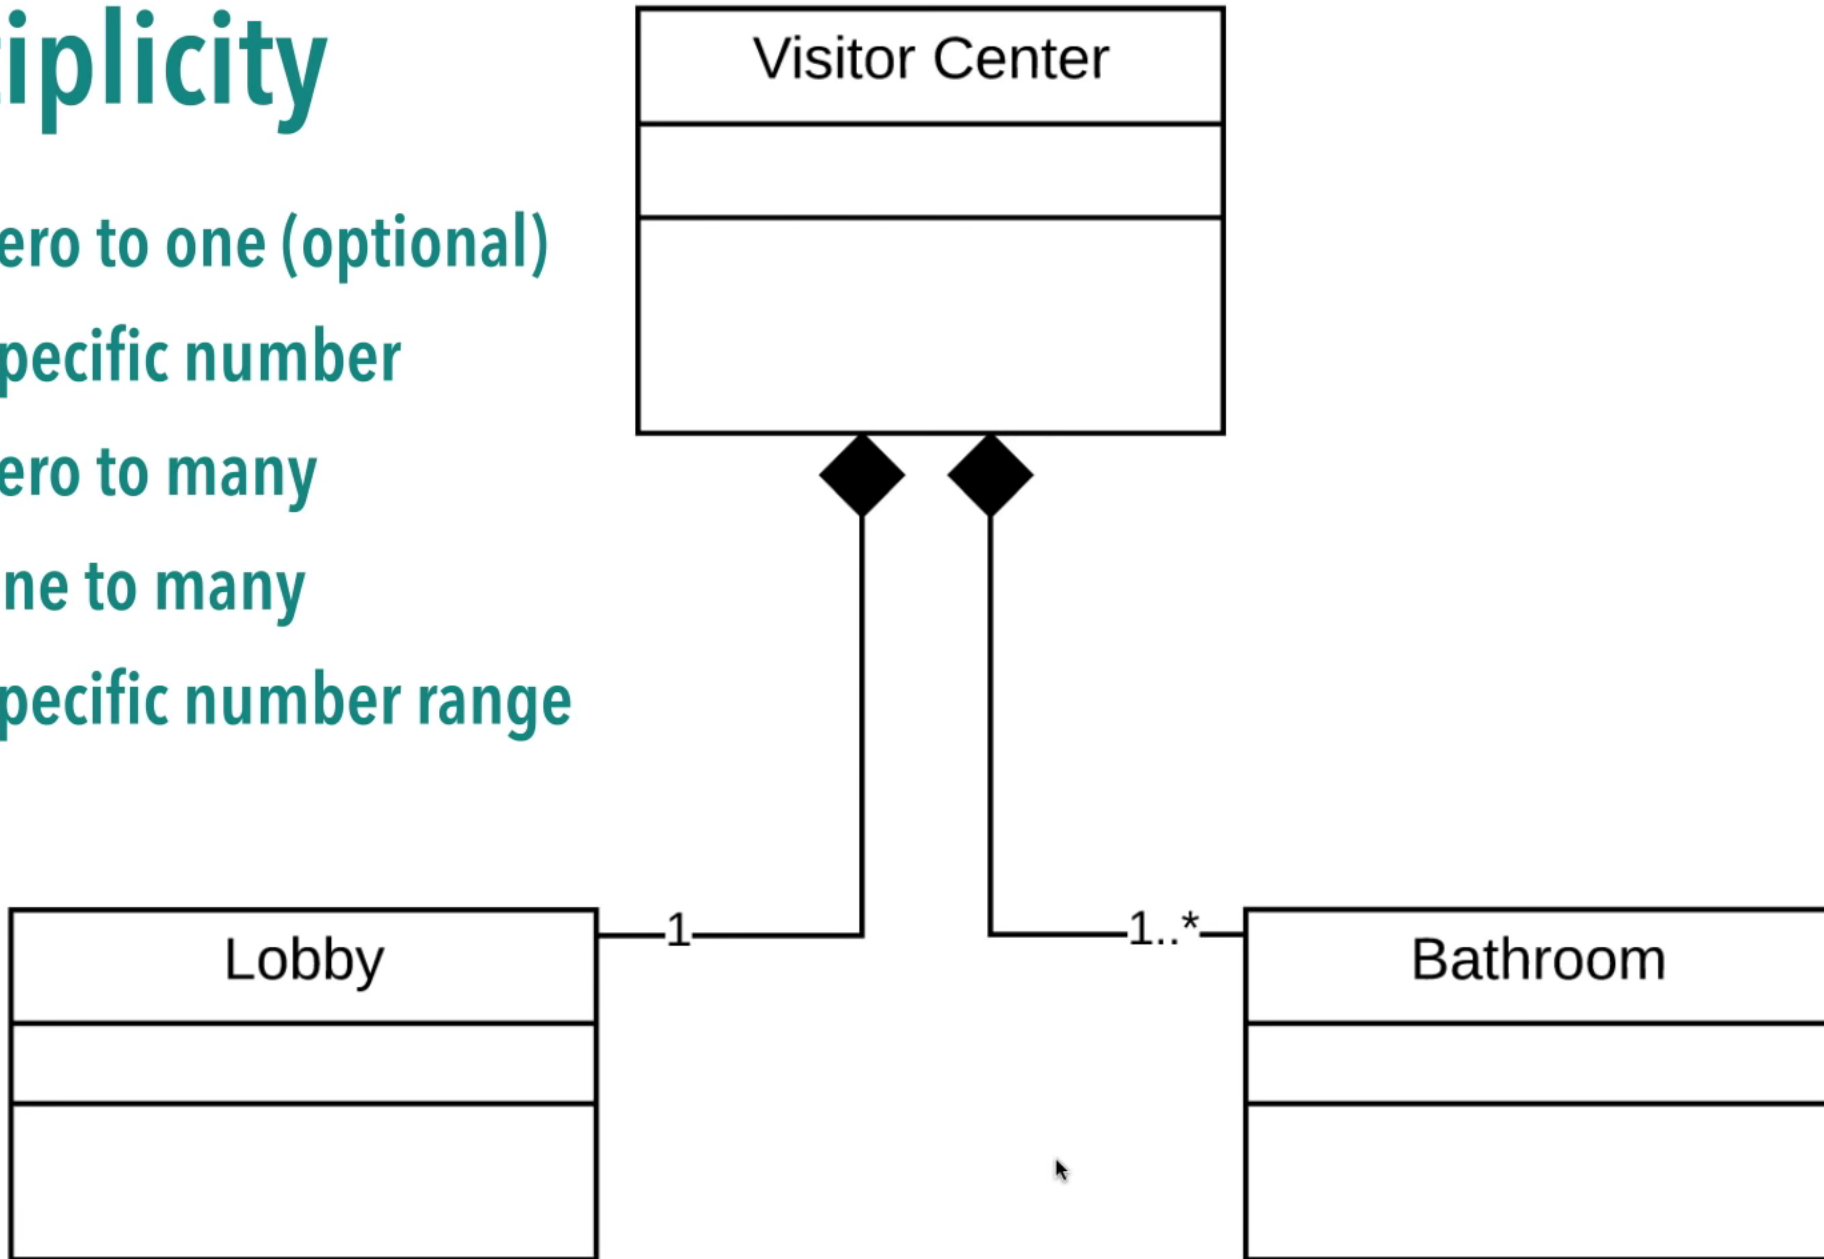 tiplicity
Visitor Center
ero to one (optional)
pecific number
ero to many
ne to many
pecific number range
1
1..*
Lobby
Bathroom